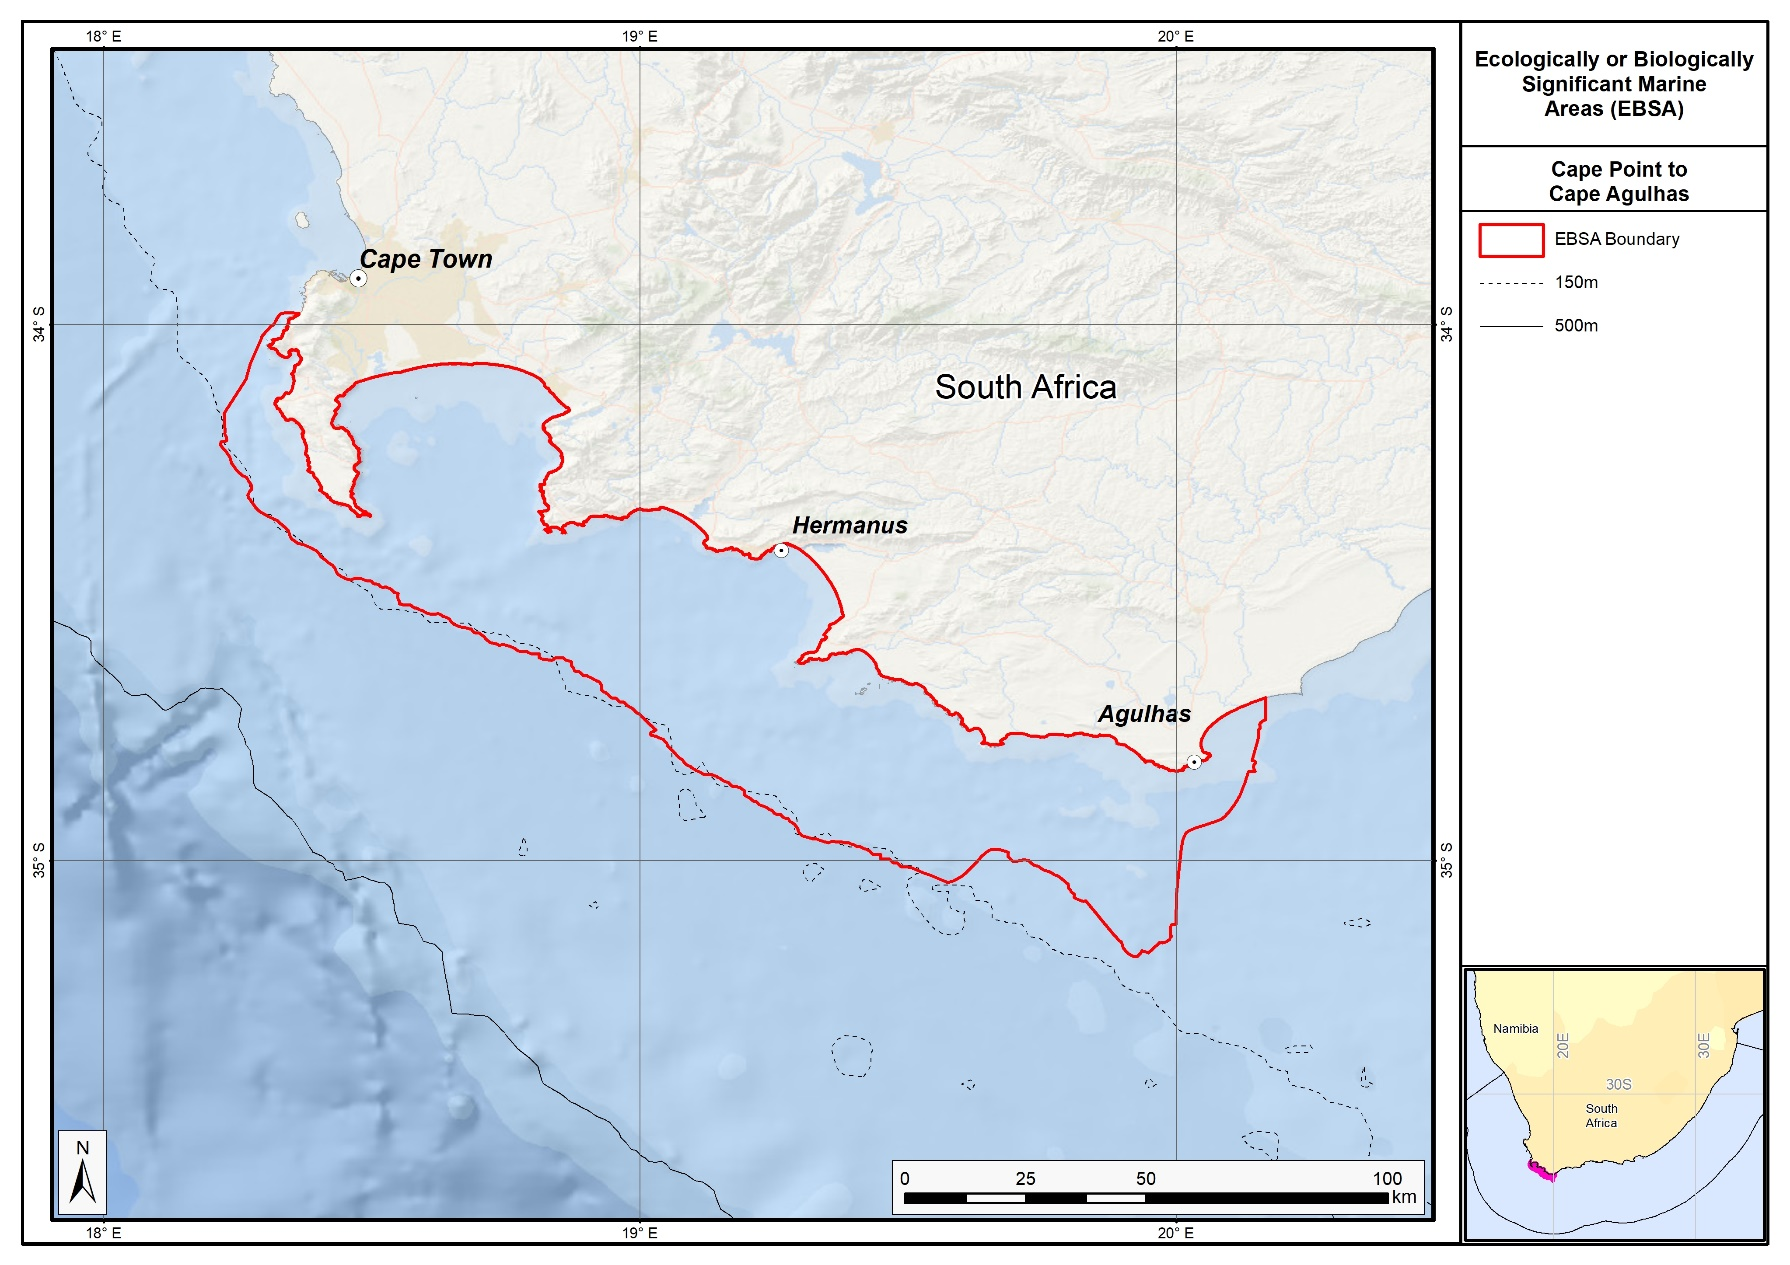 18° E
19° E
20° E
Ecologically or Biologically
Significant Marine
Areas (EBSA)
Cape Point to
Cape Agulhas
EBSA Boundary
150m
500m
Cape Town
34° S
34° S
South Africa
Hermanus
Agulhas
35° S
35° S
N
0
25
50
100
km
18° E
19° E
20° E
Namibia
20E
30E
30S
South
Africa